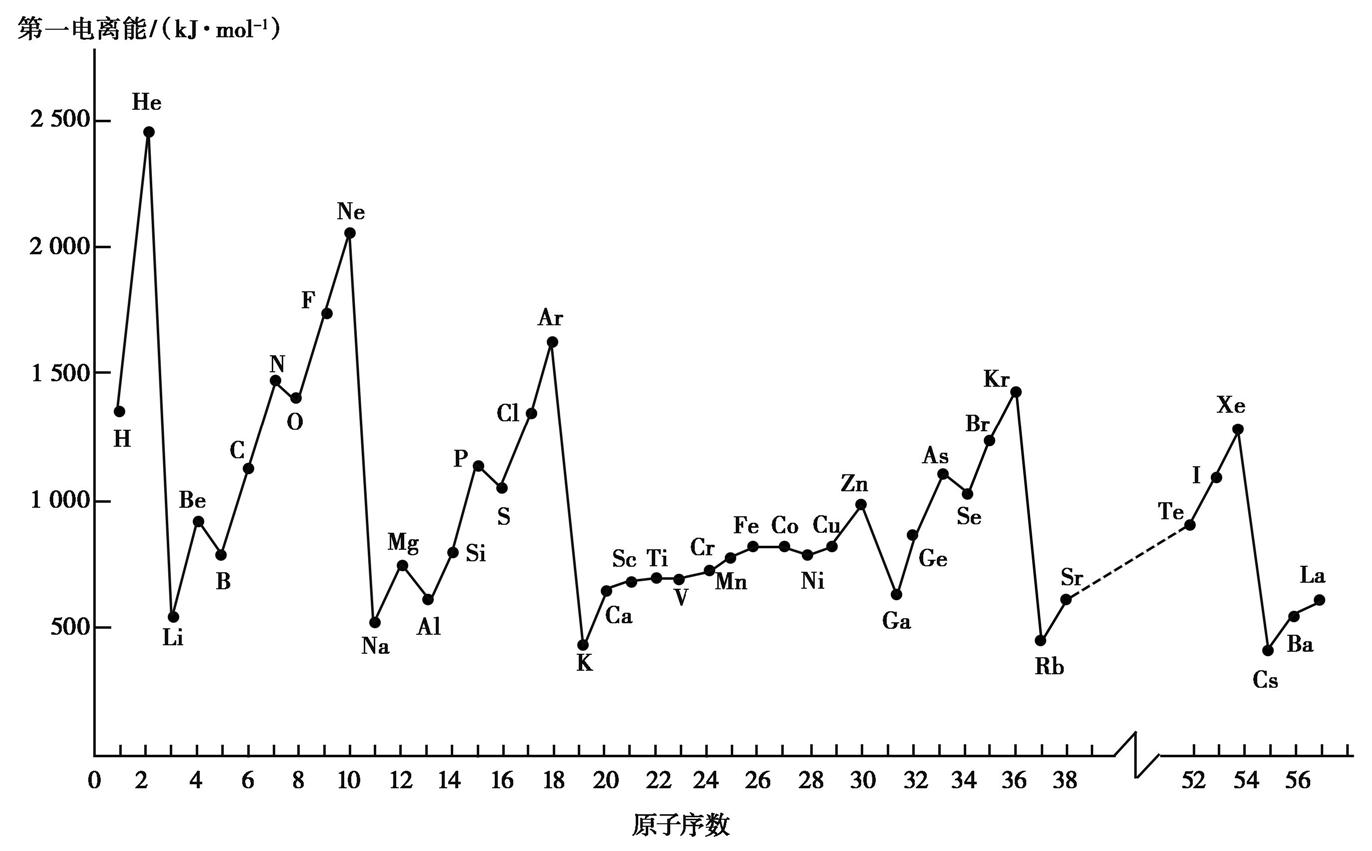 第一电离能/(kJ·mol⁻¹)
He
2 500
Ne
2 000
F
Ar
N
1 500
Kr
O
Xe
Cl
Br
H
C
P
As
I
Zn
Be
1 000
Te
S
Se
Fe Co Cu
Mg
Si
Cr
Sc Ti
Ge
B
Mn
Ni
V
Sr
La
Ca
Ga
500
Al
Li
Na
Ba
K
Rb
Cs
0 2 4 6 8 10 12 14 16 18 20 22 24 26 28 30 32 34 36 38 52 54 56
原子序数